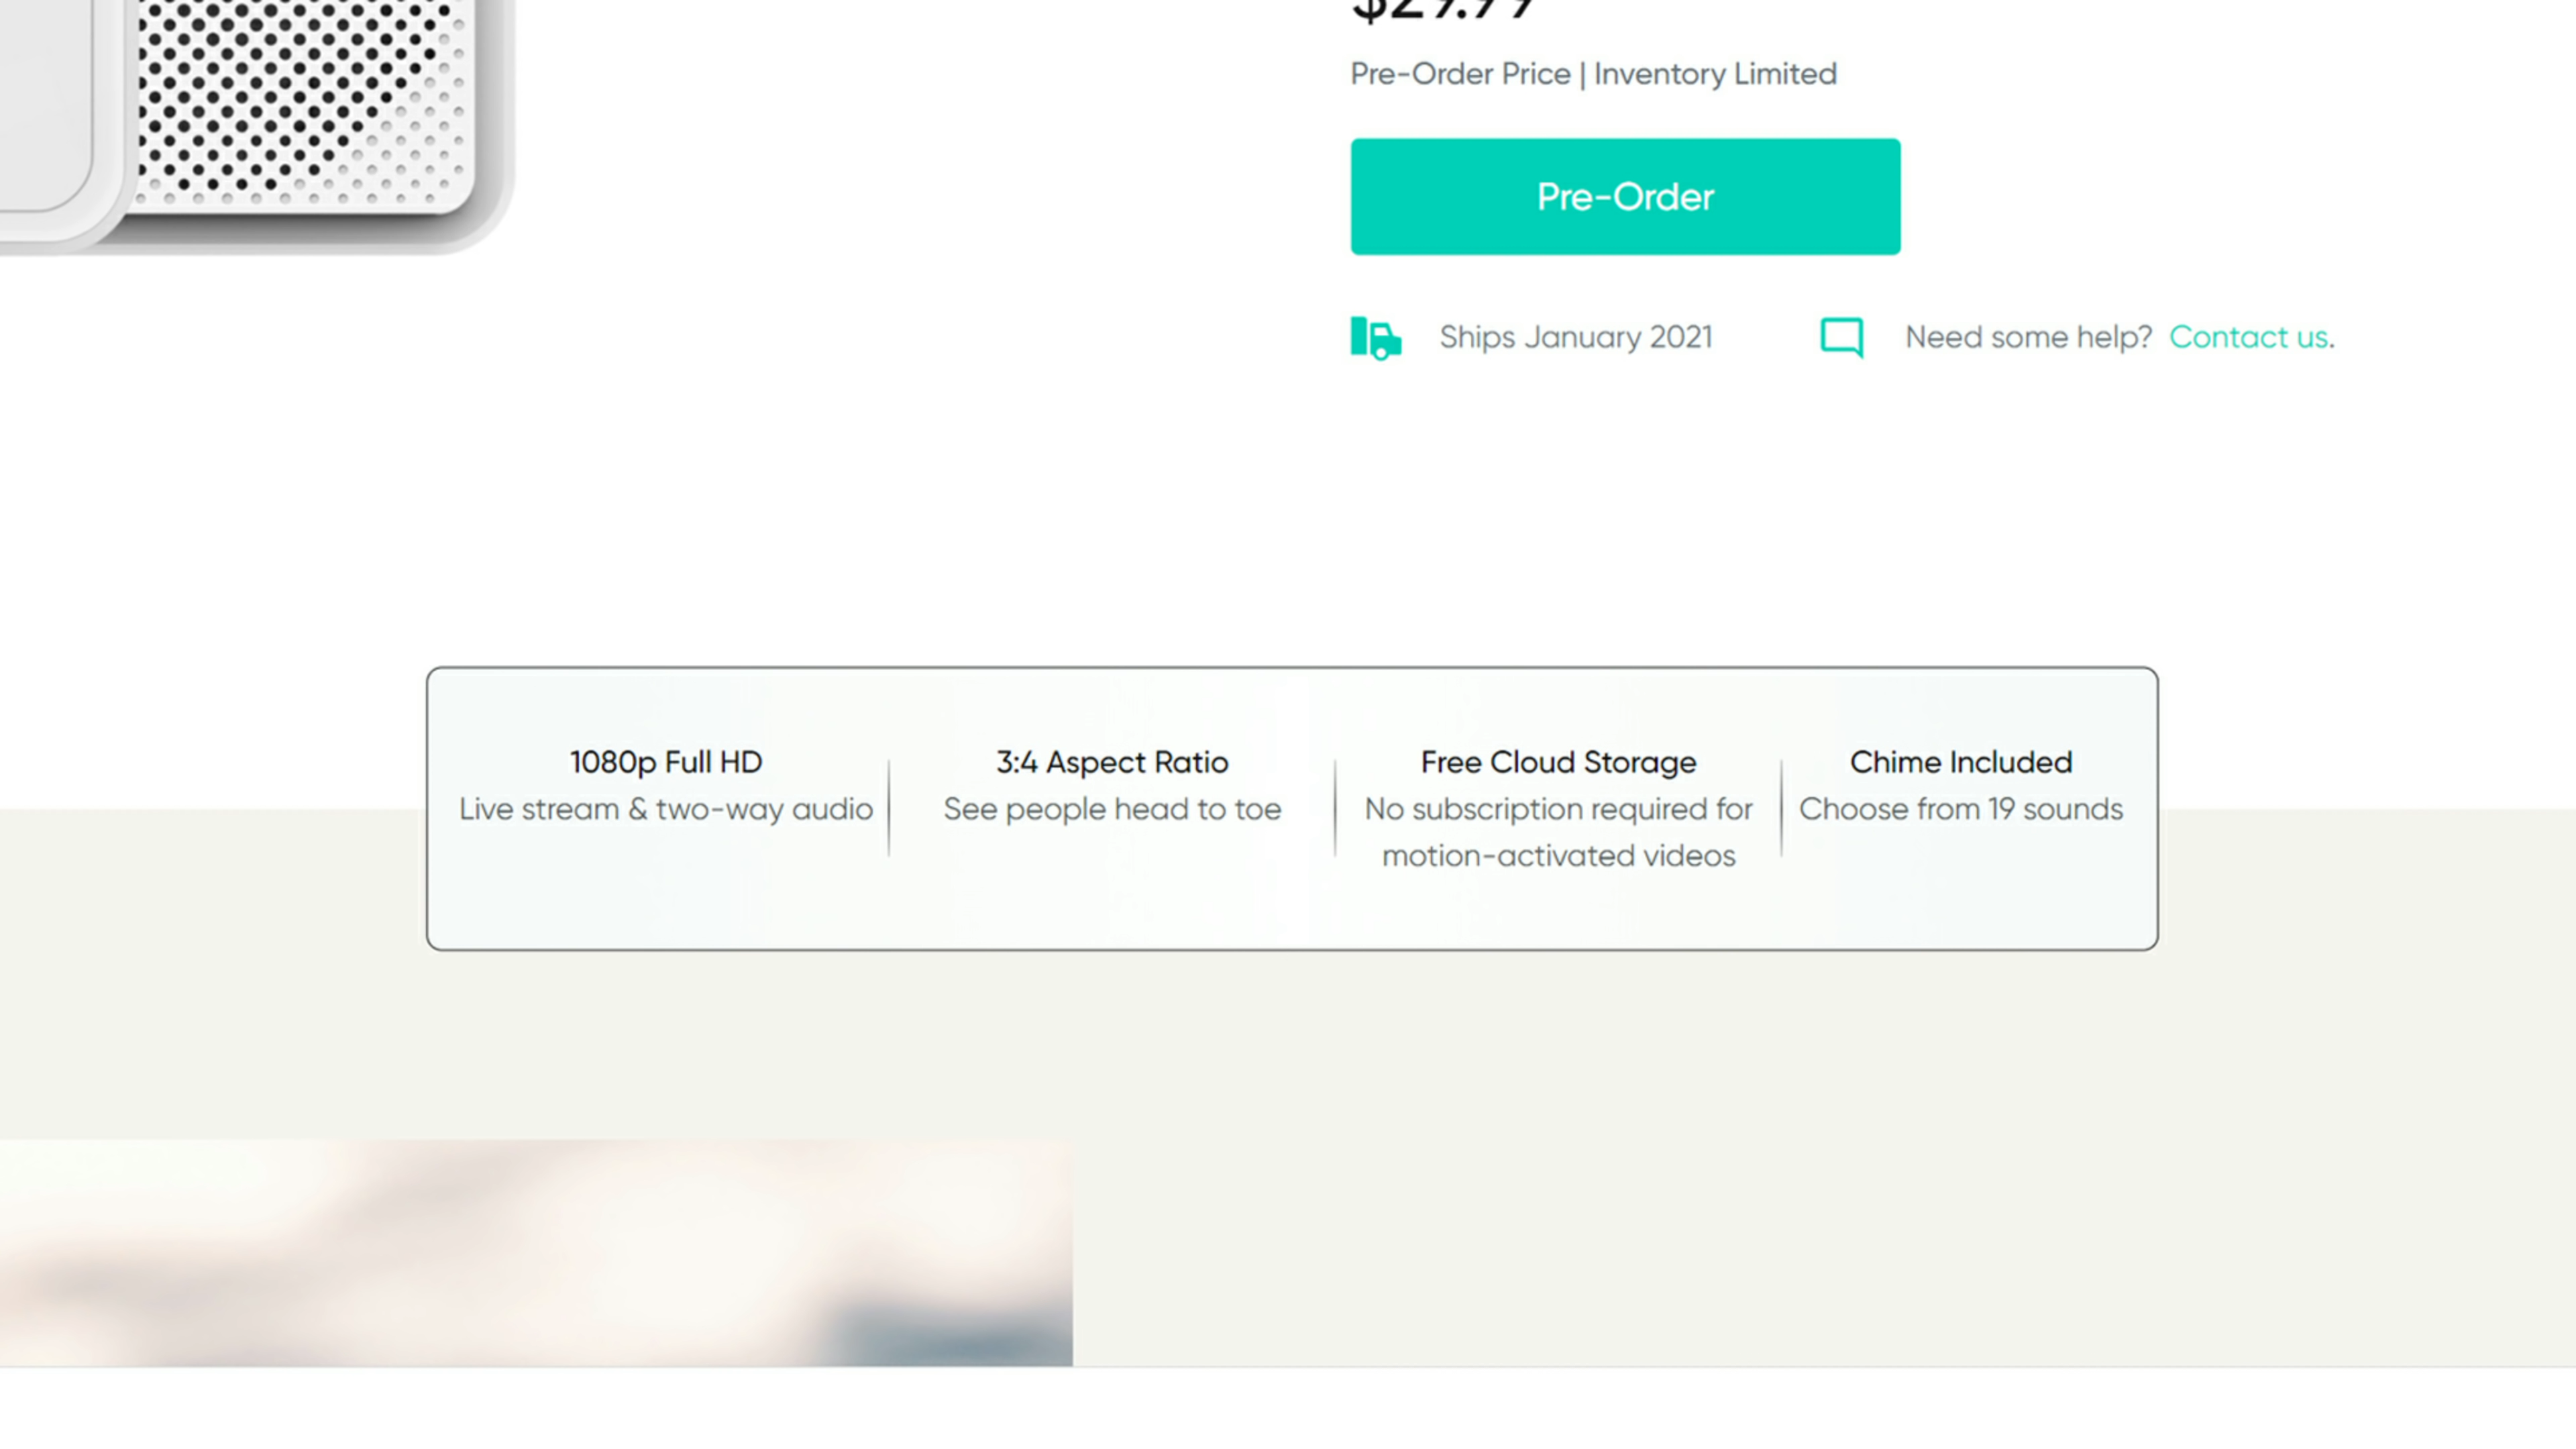 $29.99
Pre-Order Price | Inventory Limited
Pre-Order
Ships January 2021
Need some help? Contact us.
1080p Full HD
Live stream & two-way audio
3:4 Aspect Ratio
See people head to toe
Free Cloud Storage
No subscription required for
motion-activated videos
Chime Included
Choose from 19 sounds